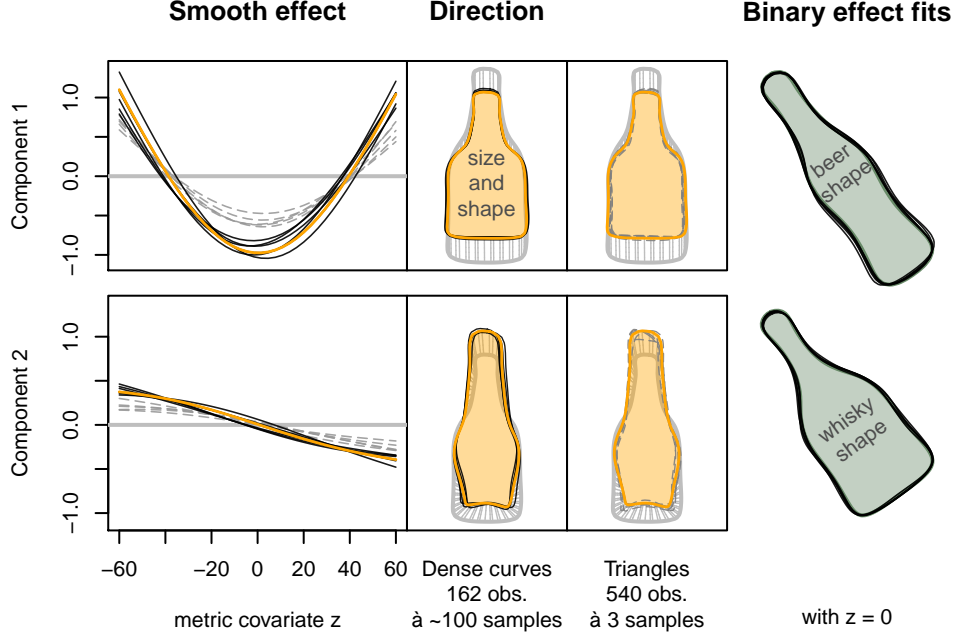 Smooth effect
Direction
Binary effect fits
Component 1
1.0
0.0
−1.0
size
and
shape
beer
shape
Component 2
1.0
0.0
−1.0
whisky
shape
−60
−20
0
20
40
60
metric covariate z
Dense curves
162 obs.
à ~100 samples
Triangles
540 obs.
à 3 samples
with z = 0